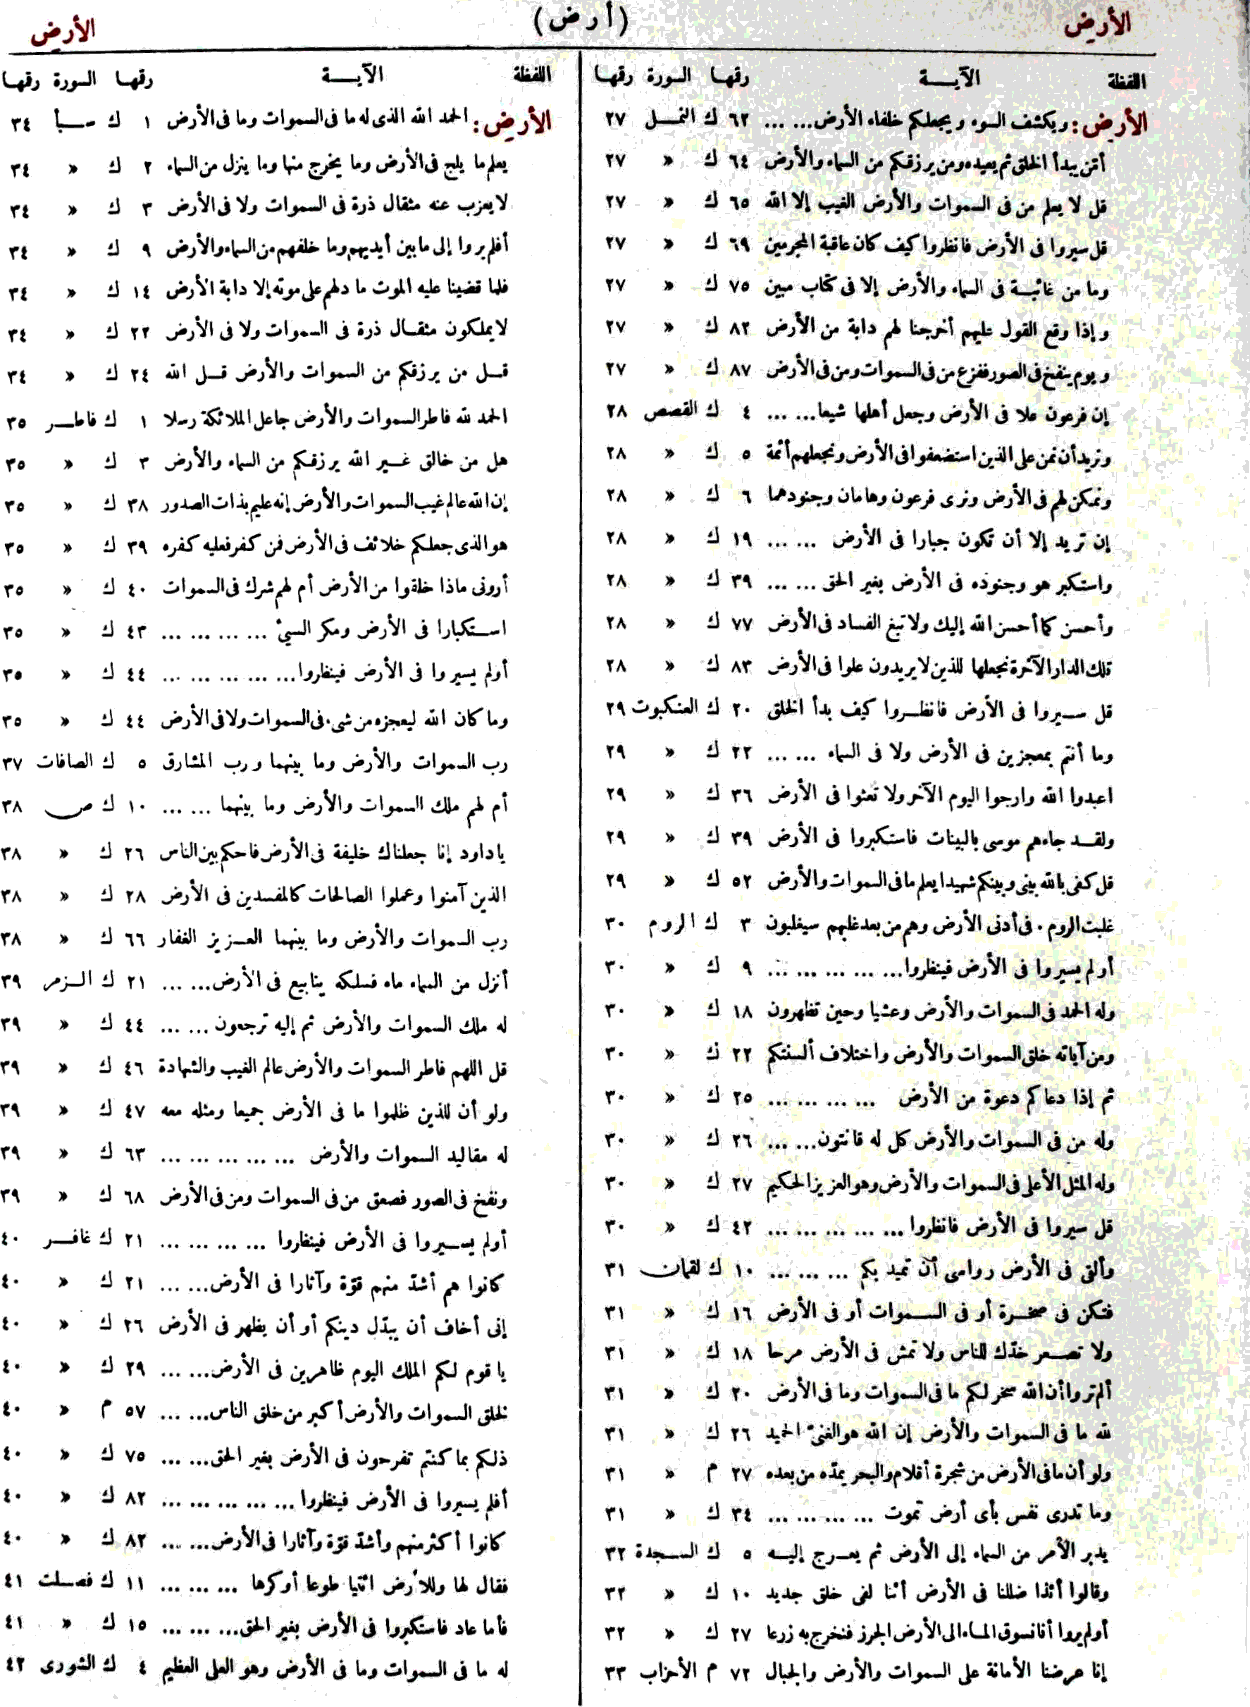 الأرض (أرض) الأرض
اللفظة الآيـــة رقها السورة رقها
الأرض: ويكشف السوء ويجعلكم خلفاء الأرض... ... ٦٢ ك النمـل ٢٧
أمّن يبدأ الخلق ثم يعيده ومن يرزقكم من السماء والأرض ٦٤ ك » ٢٧
قل لا يعلم من فى السموات والأرض الغيب إلا الله ٦٥ ك » ٢٧
قل سيروا فى الأرض فانظروا كيف كان عاقبة المجرمين ٦٩ ك » ٢٧
وما من غائبـة فى السماء والأرض إلا فى كتاب مبين ٧٥ ك » ٢٧
وإذا وقع القول عليهم أخرجنا لهم دابة من الأرض ٨٢ ك » ٢٧
ويوم ينفخ فى الصور ففزع من فى السموات ومن فى الأرض ٨٧ ك » ٢٧
إن فرعون علا فى الأرض وجعل أهلها شيعا... ... ٤ ك القصص ٢٨
ونريد أن نمن على الذين استضعفوا فى الأرض ونجعلهم أئمة ٥ ك » ٢٨
ونمكن لهم فى الأرض ونرى فرعون وهامان وجنودهما ٦ ك » ٢٨
إن تريد إلا أن تكون جبارا فى الأرض ... ... ١٩ ك » ٢٨
واستكبر هو وجنوده فى الأرض بغير الحق ... ... ٣٩ ك » ٢٨
وأحسن كما أحسن الله إليك ولا تبغ الفساد فى الأرض ٧٧ ك » ٢٨
تلك الدار الآخرة نجعلها للذين لا يريدون علوا فى الأرض ٨٣ ك » ٢٨
قل سـيروا فى الأرض فانظـروا كيف بدأ الخلق ٢٠ ك العنكبوت ٢٩
وما أنتم بمعجزين فى الأرض ولا فى السماء ... ... ٢٢ ك » ٢٩
اعبدوا الله وارجوا اليوم الآخر ولا تعثوا فى الأرض ٣٦ ك » ٢٩
ولقـد جاءهم موسى بالبينات فاستكبروا فى الأرض ٣٩ ك » ٢٩
قل كفى بالله بينى وبينكم شهيدا يعلم ما فى السموات والأرض ٥٢ ك » ٢٩
غلبت الروم . فى أدنى الأرض وهم من بعد غلبهم سيغلبون ٣ ك الروم ٣٠
أولم يسيروا فى الأرض فينظروا... ... ... ... ... ٩ ك » ٣٠
وله الحمد فى السموات والأرض وعشيا وحين تظهرون ١٨ ك » ٣٠
ومن آياته خلق السموات والأرض واختلاف ألسنتكم ٢٢ ك » ٣٠
ثم إذا دعاكم دعوة من الأرض ... ... ... ... ٢٥ ك » ٣٠
وله من فى السموات والأرض كل له قانتون... ... ٢٦ ك » ٣٠
وله المثل الأعلى فى السموات والأرض وهو العزيز الحكيم ٢٧ ك » ٣٠
قل سيروا فى الأرض فانظروا ... ... ... ... ... ٤٢ ك » ٣٠
وألقى فى الأرض رواسى أن تميد بكم ... ... ... ١٠ ك لقمان ٣١
فتكن فى صخـرة أو فى السـموات أو فى الأرض ١٦ ك » ٣١
ولا تصـعر خدّك للناس ولا تمش فى الأرض مرحا ١٨ ك » ٣١
ألم تروا أن الله سخر لكم ما فى السموات وما فى الأرض ٢٠ ك » ٣١
لله ما فى السموات والأرض إن الله هو الغنىّ الحميد ٢٦ ك » ٣١
ولو أن ما فى الأرض من شجرة أقلام والبحر يمدّه من بعده ٢٧ م » ٣١
وما تدرى نفس بأى أرض تموت ... ... ... ... ٣٤ ك » ٣١
يدبر الأمر من السماء إلى الأرض ثم يعـرج إليـه ٥ ك السجدة ٣٢
وقالوا أئذا ضللنا فى الأرض أئنا لفى خلق جديد ١٠ ك » ٣٢
أولم يروا أنا نسوق الماء إلى الأرض الجرز فنخرج به زرعا ٢٧ ك » ٣٢
إنا عرضنا الأمانة على السموات والأرض والجبال ٧٢ م الأحزاب ٣٣
اللفظة الآيـــة رقها السورة رقها
الأرض: الحمد الله الذى له ما فى السموات وما فى الأرض ١ ك سـبأ ٣٤
يعلم ما يلج فى الأرض وما يخرج منها وما ينزل من السماء ٢ ك » ٣٤
لا يعزب عنه مثقال ذرة فى السموات ولا فى الأرض ٣ ك » ٣٤
أفلم يروا إلى ما بين أيديهم وما خلفهم من السماء والأرض ٩ ك » ٣٤
فلما قضينا عليه الموت ما دلهم على موته إلا دابة الأرض ١٤ ك » ٣٤
لا يملكون مثقـال ذرة فى السموات ولا فى الأرض ٢٢ ك » ٣٤
قـل من يرزقكم من السموات والأرض قـل الله ٢٤ ك » ٣٤
الحمد لله فاطر السموات والأرض جاعل الملائكة رسلا ١ ك فاطـر ٣٥
هل من خالق غـير الله يرزقـكم من السماء والأرض ٣ ك » ٣٥
إن الله عالم غيب السموات والأرض إنه عليم بذات الصدور ٣٨ ك » ٣٥
هو الذى جعلكم خلائف فى الأرض فمن كفر فعليه كفره ٣٩ ك » ٣٥
أرونى ماذا خلقوا من الأرض أم لهم شرك فى السموات ٤٠ ك » ٣٥
استكبارا فى الأرض ومكر السيئ ... ... ... ... ٤٣ ك » ٣٥
أولم يسيروا فى الأرض فينظروا... ... ... ... ... ٤٤ ك » ٣٥
وما كان الله ليعجزه من شىء فى السموات ولا فى الأرض ٤٤ ك » ٣٥
رب السموات والأرض وما بينهما ورب المشارق ٥ ك الصافات ٣٧
أم لهم ملك السموات والأرض وما بينهما ... ... ١٠ ك ص ٣٨
ياداود إنا جعلناك خليفة فى الأرض فاحكم بين الناس ٢٦ ك » ٣٨
الذين آمنوا وعملوا الصالحات كالمفسدين فى الأرض ٢٨ ك » ٣٨
رب السموات والأرض وما بينهما العـزيز الغفار ٦٦ ك » ٣٨
أنزل من السماء ماء فسلكه ينابيع فى الأرض... ... ٢١ ك الـزمر ٣٩
له ملك السموات والأرض ثم إليه ترجعون... ... ٤٤ ك » ٣٩
قل اللهم فاطر السموات والأرض عالم الغيب والشهادة ٤٦ ك » ٣٩
ولو أن للذين ظلموا ما فى الأرض جميعا ومثله معه ٤٧ ك » ٣٩
له مقاليد السموات والأرض ... ... ... ... ... ٦٣ ك » ٣٩
ونفخ فى الصور فصعق من فى السموات ومن فى الأرض ٦٨ ك » ٣٩
أولم يسـيروا فى الأرض فينظروا ... ... ... ... ٢١ ك غافـر ٤٠
كانوا هم أشدّ منهم قوّة وآثارا فى الأرض... ... ٢١ ك » ٤٠
إنى أخاف أن يبدّل دينكم أو أن يظهر فى الأرض ٢٦ ك » ٤٠
يا قوم لـكم الملك اليوم ظاهرين فى الأرض... ... ٢٩ ك » ٤٠
لخلق السموات والأرض أكبر من خلق الناس... ... ٥٧ م » ٤٠
ذلكم بما كنتم تفرحون فى الأرض بغير الحق... ... ٧٥ ك » ٤٠
أفلم يسيروا فى الأرض فينظروا ... ... ... ... ... ٨٢ ك » ٤٠
كانوا أكثر منهم وأشدّ قوّة وآثارا فى الأرض... ... ٨٢ ك » ٤٠
فقال لها وللأرض ائتيا طوعا أو كرها ... ... ... ١١ ك فصـلت ٤١
فأما عاد فاستكبروا فى الأرض بغير الحق... ... ... ١٥ ك » ٤١
له ما فى السموات وما فى الأرض وهو العلى العظيم ٤ ك الشورى ٤٢